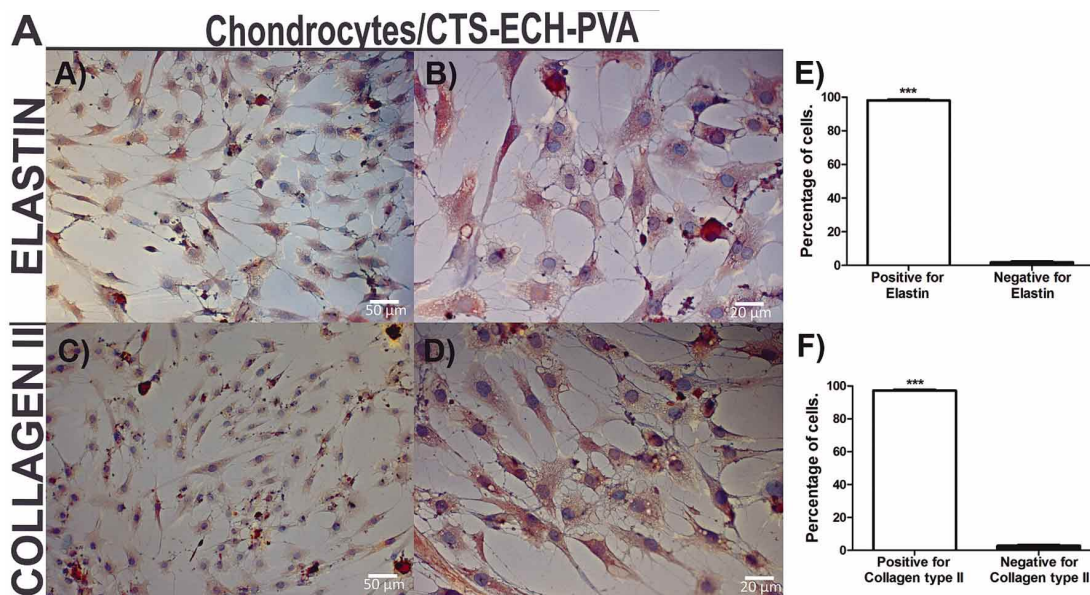 A
Chondrocytes/CTS-ECH-PVA
ELASTIN
A)
50 µm
B)
20 µm
E)
Percentage of cells.
100
80
60
40
20
0
***
Positive for
Elastin
Negative for
Elastin
COLLAGEN III
C)
50 µm
D)
20 µm
F)
Percentage of cells.
100
80
60
40
20
0
***
Positive for
Collagen type II
Negative for
Collagen type II